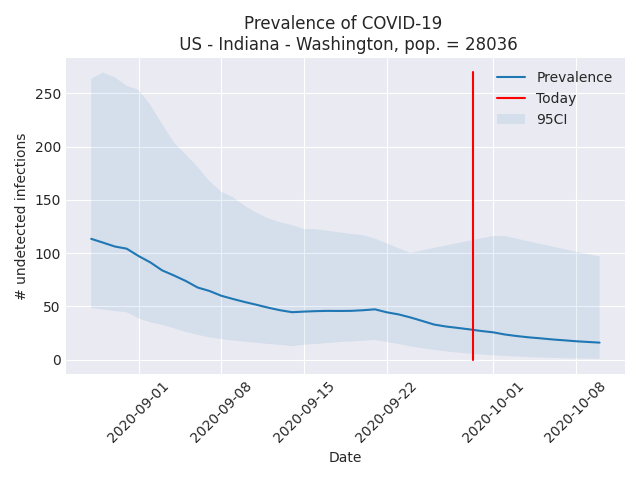 Prevalence of COVID-19
US - Indiana - Washington, pop. = 28036
Prevalence
Today
95CI
# undetected infections
250
200
150
100
50
0
2020-09-01
2020-09-08
2020-09-15
2020-09-22
2020-10-01
2020-10-08
Date